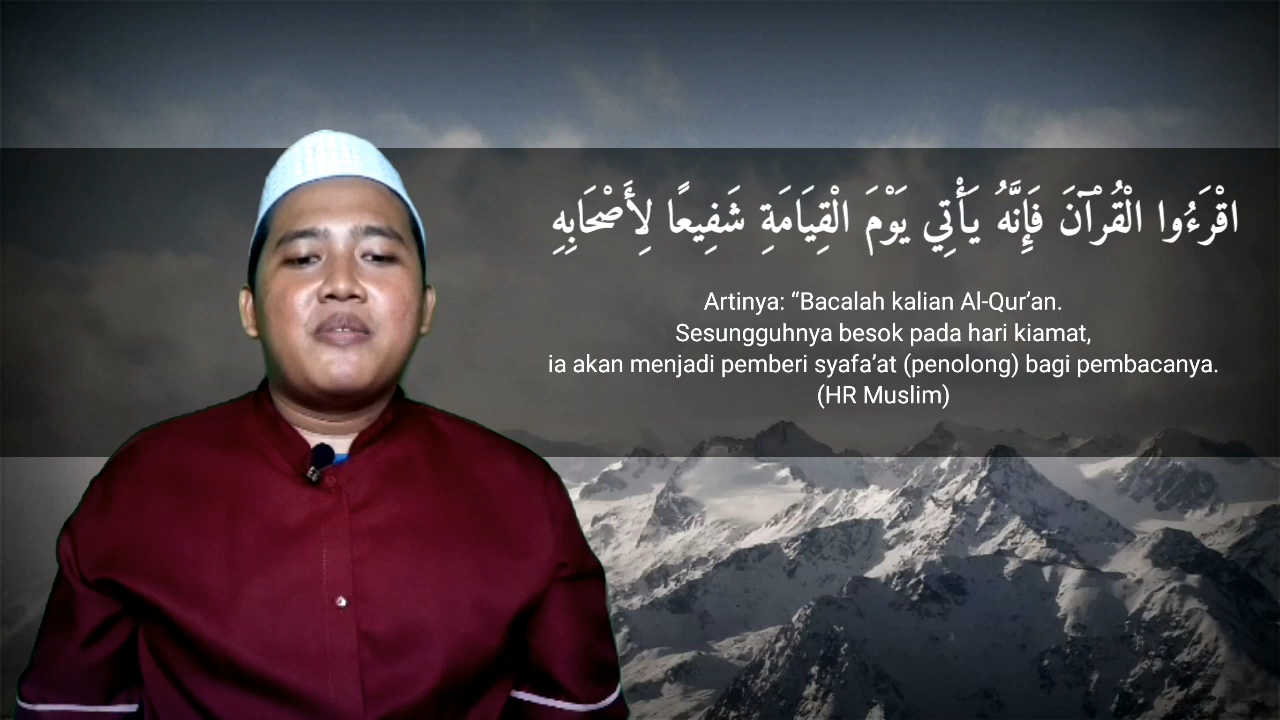 اقْرَءُوا الْقُرْآنَ فَإِنَّهُ يَأْتِي يَوْمَ الْقِيَامَةِ شَفِيعًا لِأَصْحَابِهِ
Artinya: “Bacalah kalian Al-Qur’an.
Sesungguhnya besok pada hari kiamat,
ia akan menjadi pemberi syafa’at (penolong) bagi pembacanya.
(HR Muslim)